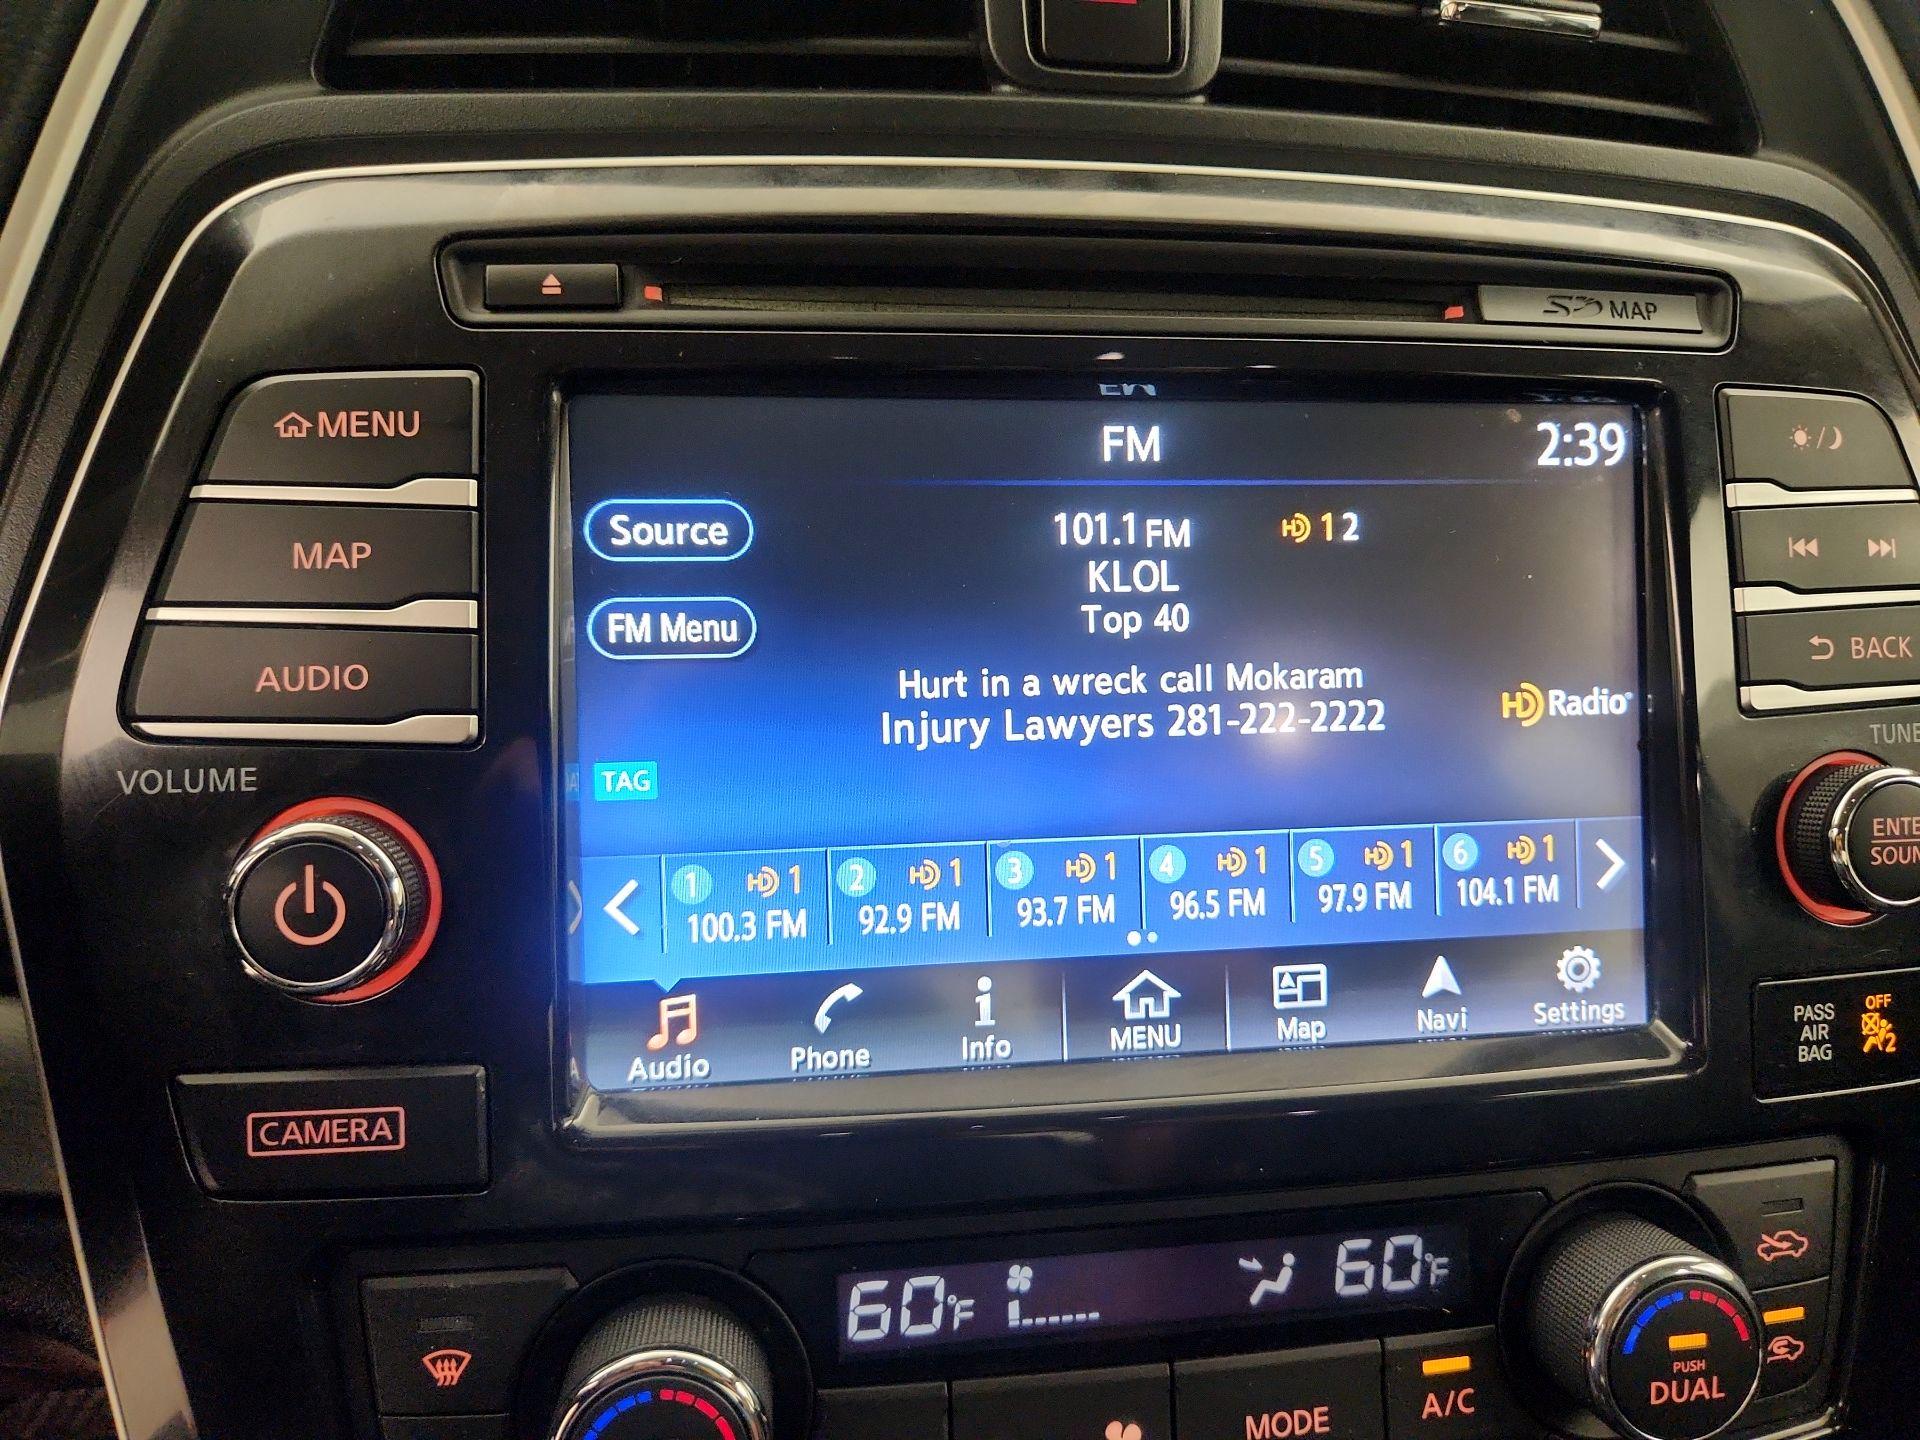 MAP
MENU
MAP
AUDIO
VOLUME
CAMERA
FM
2:39
Source
101.1 FM
HD 1 2
KLOL
FM Menu
Top 40
Hurt in a wreck call Mokaram
Injury Lawyers 281-222-2222
HD Radio
TAG
1 HD 1
100.3 FM
2 HD 1
92.9 FM
3 HD 1
93.7 FM
4 HD 1
96.5 FM
5 HD 1
97.9 FM
6 HD 1
104.1 FM
Audio
Phone
Info
MENU
Map
Navi
Settings
BACK
TUNE
ENTE
SOUN
PASS
AIR
BAG
OFF
2
60°F
60°F
MODE
A/C
PUSH
DUAL